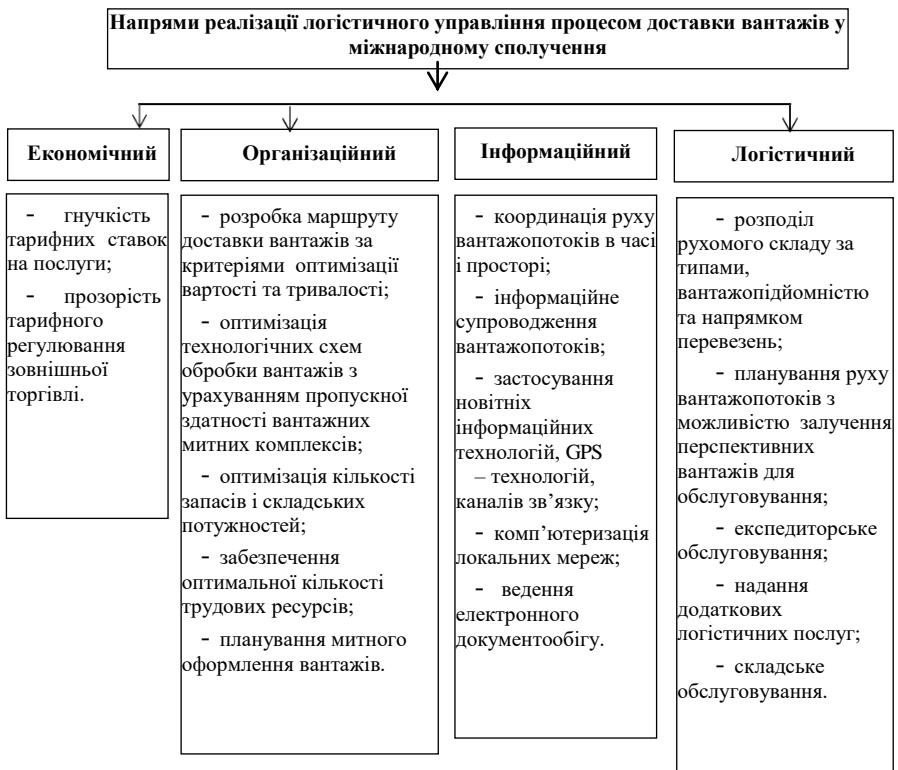 Напрями реалізації логістичного управління процесом доставки вантажів у
міжнародному сполучення
Економічний
- гнучкість
тарифних ставок
на послуги;
- прозорість
тарифного
регулювання
зовнішньої
торгівлі.
Організаційний
- розробка маршруту
доставки вантажів за
критеріями оптимізації
вартості та тривалості;
- оптимізація
технологічних схем
обробки вантажів з
урахуванням пропускної
здатності вантажних
митних комплексів;
- оптимізація кількості
запасів і складських
потужностей;
- забезпечення
оптимальної кількості
трудових ресурсів;
- планування митного
оформлення вантажів.
Інформаційний
- координація руху
вантажопотоків в часі
і просторі;
- інформаційне
супроводження
вантажопотоків;
- застосування
новітніх
інформаційних
технологій, GPS
– технологій,
каналів зв’язку;
- комп’ютеризація
локальних мереж;
- ведення
електронного
документообігу.
Логістичний
- розподіл
рухомого складу за
типами,
вантажопідйомністю
та напрямком
перевезень;
- планування руху
вантажопотоків з
можливістю залучення
перспективних
вантажів для
обслуговування;
- експедиторське
обслуговування;
- надання
додаткових
логістичних послуг;
- складське
обслуговування.